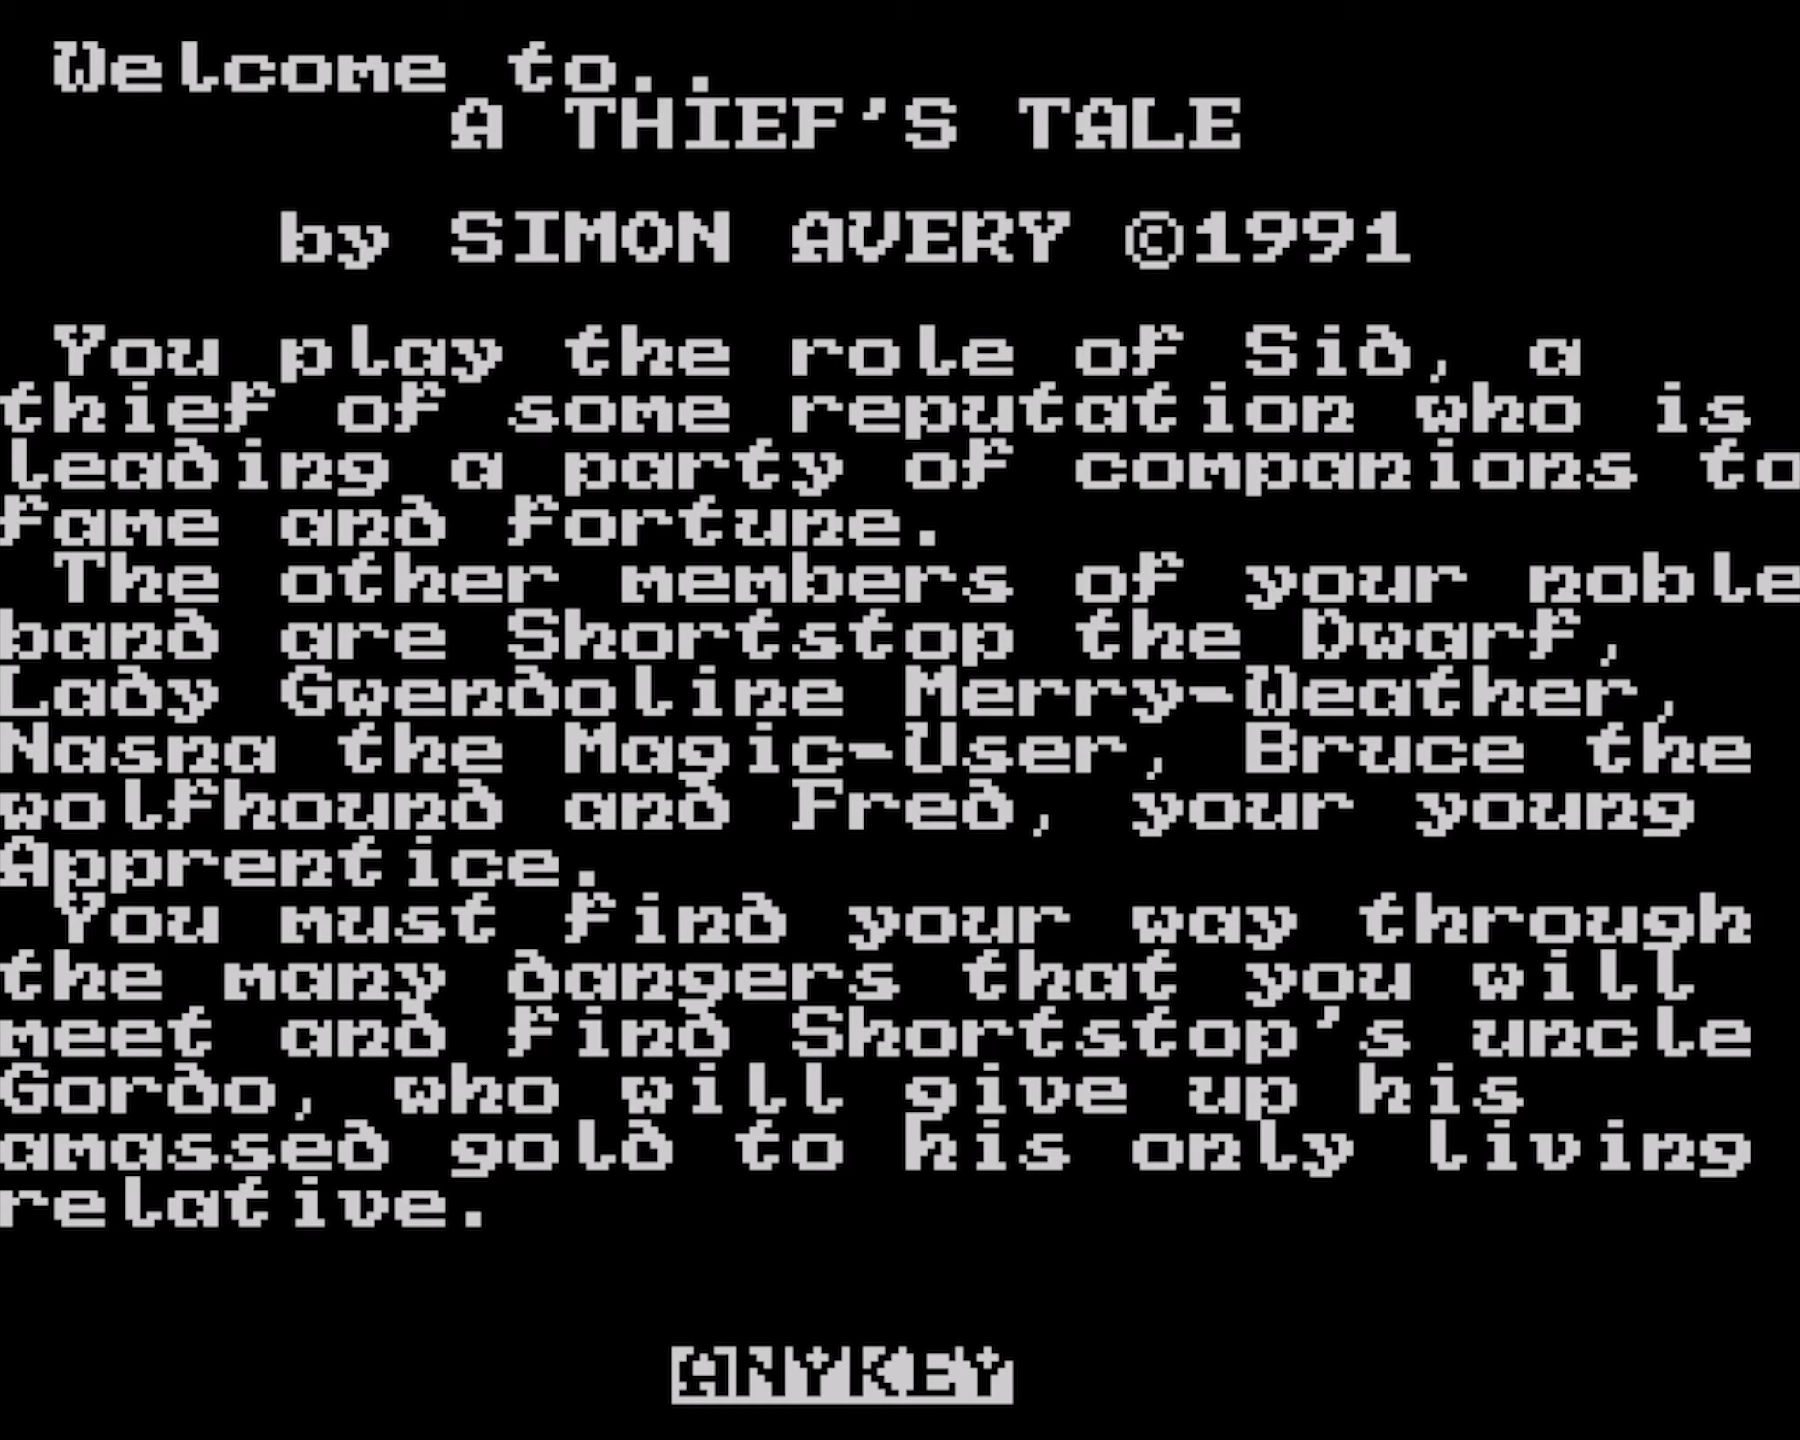 Welcome to..
A THIEF'S TALE
by SIMON AVERY ©1991
You play the role of Sid, a
thief of some reputation who is
leading a party of companions to
fame and fortune.
The other members of your noble
band are Shortstop the Dwarf,
Lady Gwendoline Merry-Weather,
Nasna the Magic-User, Bruce the
wolfhound and Fred, your young
Apprentice.
You must find your way through
the many dangers that you will
meet and find Shortstop's uncle
Gordo, who will give up his
amassed gold to his only living
relative.
ANYKEY